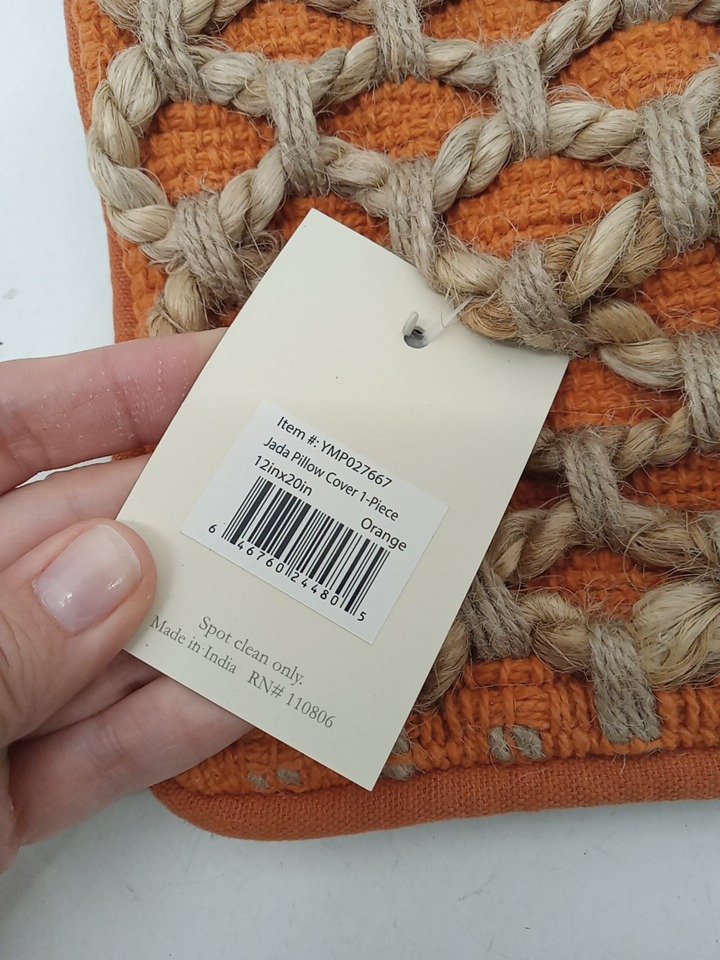 Item #: YMP027667
Jada Pillow Cover 1-Piece
12inx20in
Orange
6 46760 24480 5
Spot clean only.
Made in India RN# 110806